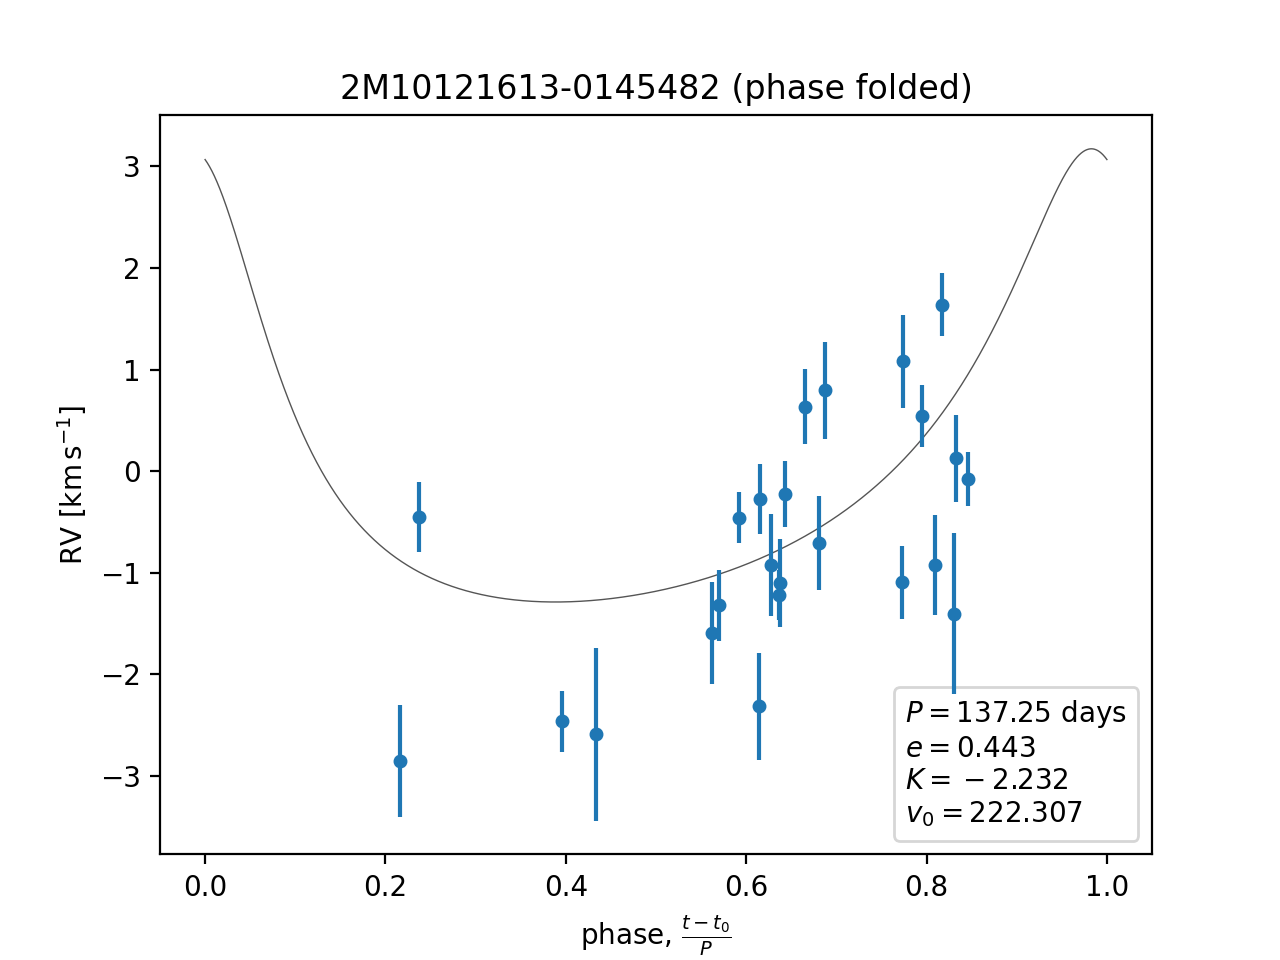 2M10121613-0145482 (phase folded)
3
2
1
0
−1
−2
−3
RV [km s⁻¹]
P = 137.25 days
e = 0.443
K = −2.232
v₀ = 222.307
0.0 0.2 0.4 0.6 0.8 1.0
phase, (t − t₀)/P